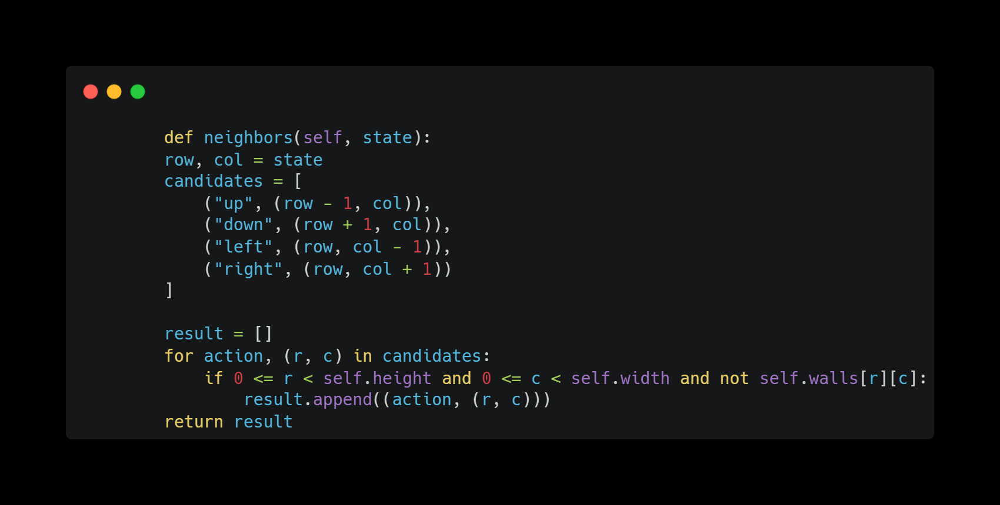 def neighbors(self, state):
row, col = state
candidates = [
    ("up", (row - 1, col)),
    ("down", (row + 1, col)),
    ("left", (row, col - 1)),
    ("right", (row, col + 1))
]

result = []
for action, (r, c) in candidates:
    if 0 <= r < self.height and 0 <= c < self.width and not self.walls[r][c]:
        result.append((action, (r, c)))
return result